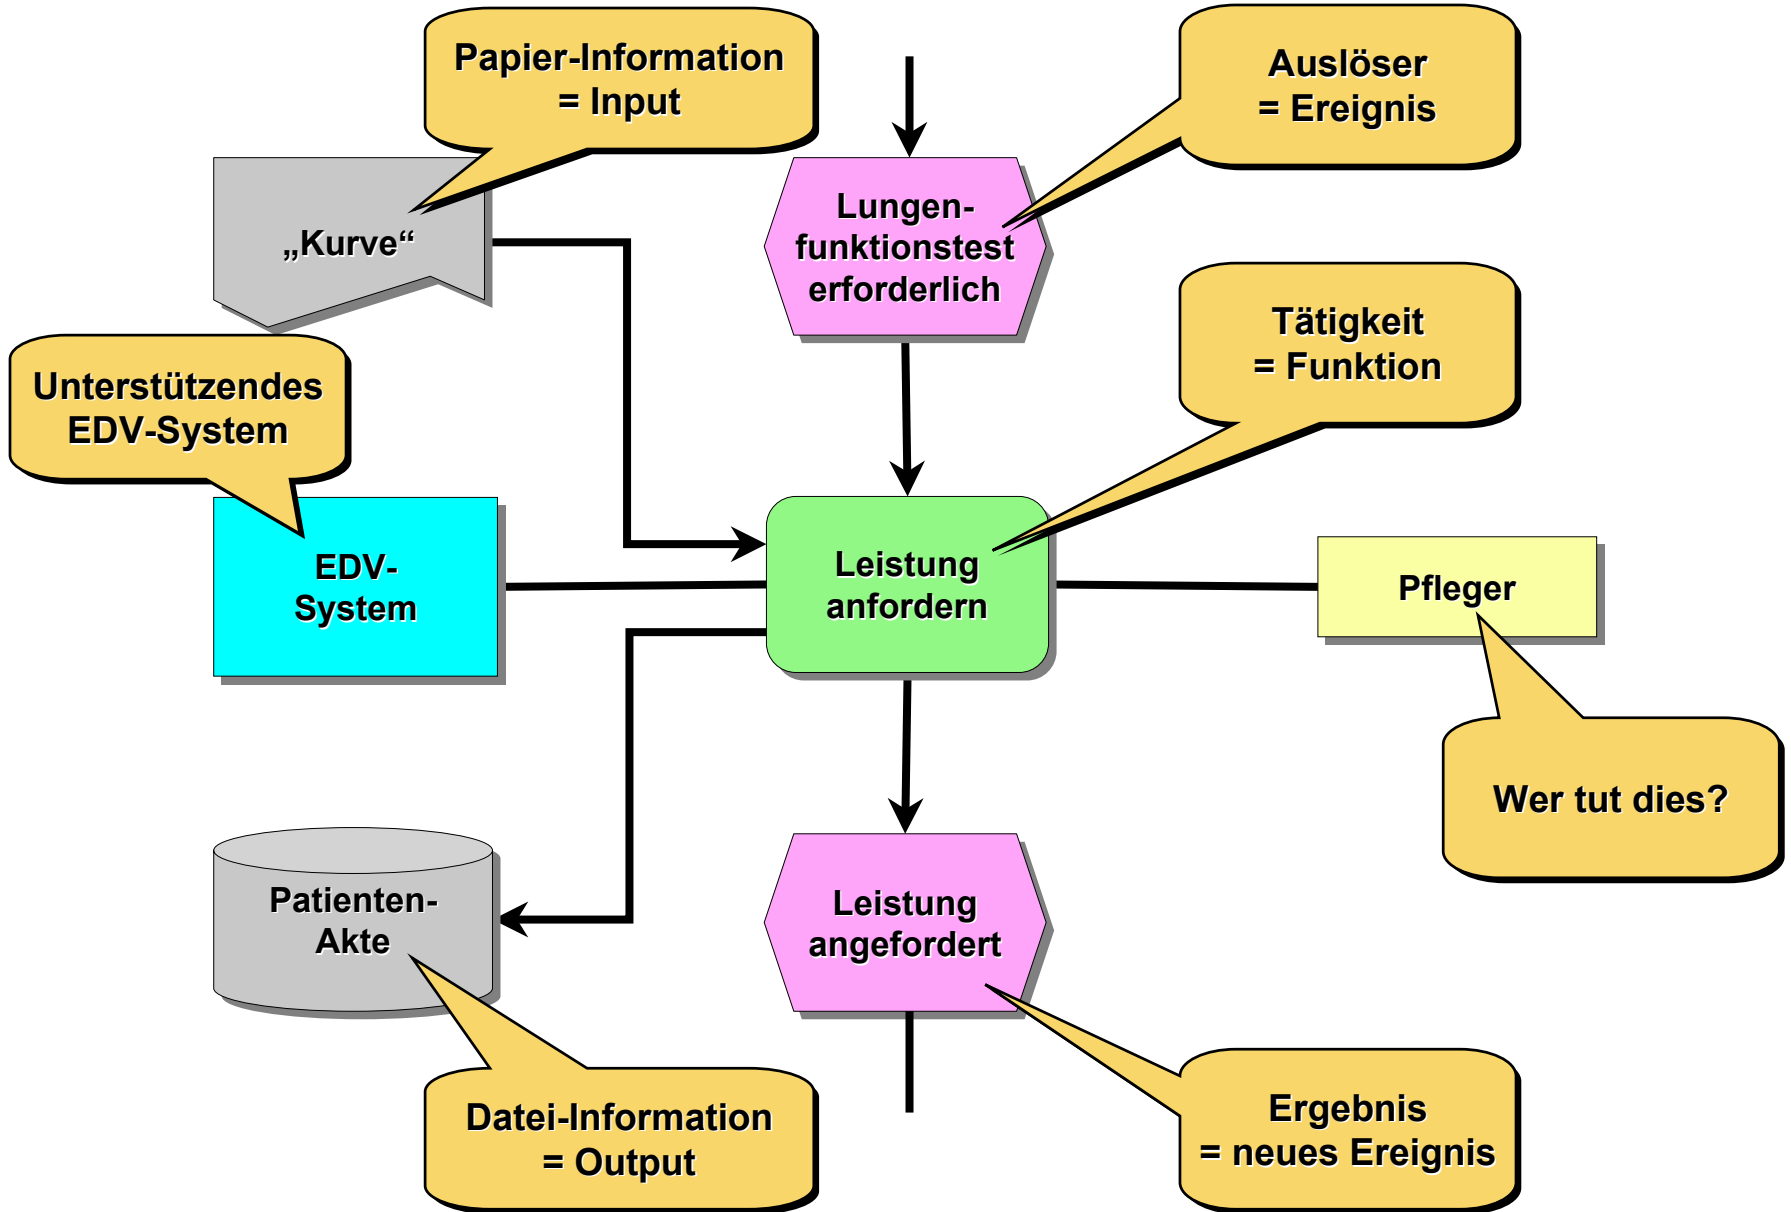 Papier-Information
= Input
Auslöser
= Ereignis
„Kurve“
Lungen-
funktionstest
erforderlich
Unterstützendes
EDV-System
Tätigkeit
= Funktion
EDV-
System
Leistung
anfordern
Pfleger
Wer tut dies?
Patienten-
Akte
Leistung
angefordert
Datei-Information
= Output
Ergebnis
= neues Ereignis